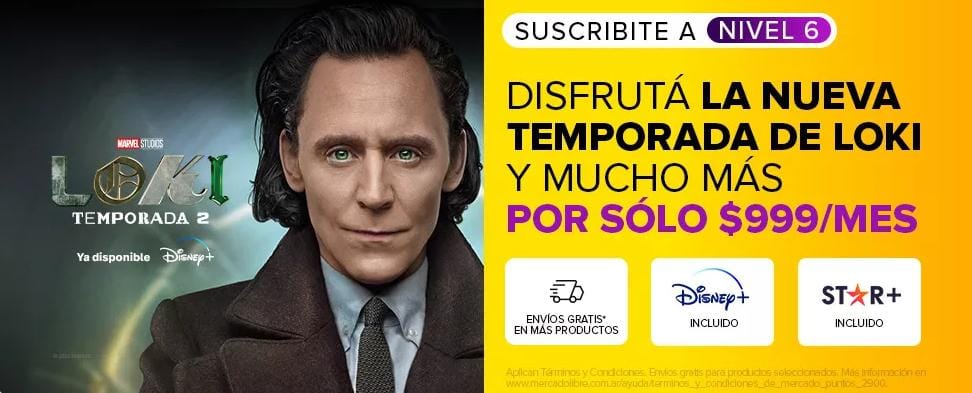 MARVEL STUDIOS
LOKI
TEMPORADA 2
Ya disponible Disney+
SUSCRIBITE A NIVEL 6
DISFRUTÁ LA NUEVA
TEMPORADA DE LOKI
Y MUCHO MÁS
POR SÓLO $999/MES
ENVÍOS GRATIS*
EN MÁS PRODUCTOS
Disney+
INCLUIDO
STAR+
INCLUIDO
Aplican Términos y Condiciones. Envíos gratis para productos seleccionados. Más información en
www.mercadolibre.com.ar/ayuda/terminos_y_condiciones_de_mercado_puntos_2900.